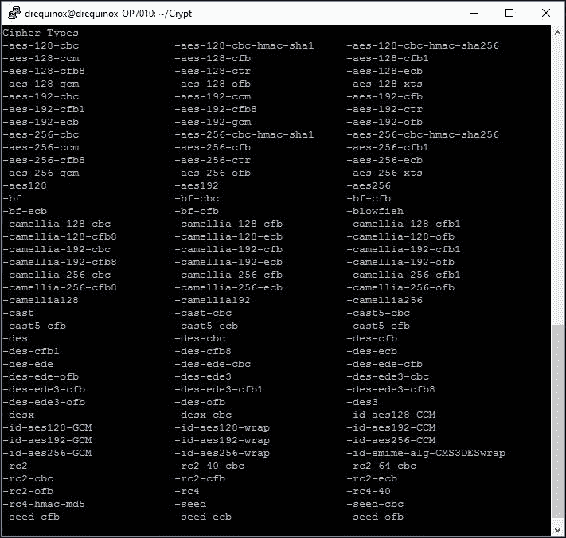 drequinox@drequinox-OP7010: ~/Crypt
Cipher Types
-aes-128-cbc -aes-128-cbc-hmac-sha1 -aes-128-cbc-hmac-sha256
-aes-128-ccm -aes-128-cfb -aes-128-cfb1
-aes-128-cfb8 -aes-128-ctr -aes-128-ecb
-aes-128-gcm -aes-128-ofb -aes-128-xts
-aes-192-cbc -aes-192-ccm -aes-192-cfb
-aes-192-cfb1 -aes-192-cfb8 -aes-192-ctr
-aes-192-ecb -aes-192-gcm -aes-192-ofb
-aes-256-cbc -aes-256-cbc-hmac-sha1 -aes-256-cbc-hmac-sha256
-aes-256-ccm -aes-256-cfb -aes-256-cfb1
-aes-256-cfb8 -aes-256-ctr -aes-256-ecb
-aes-256-gcm -aes-256-ofb -aes-256-xts
-aes128 -aes192 -aes256
-bf -bf-cbc -bf-cfb
-bf-ecb -bf-ofb -blowfish
-camellia-128-cbc -camellia-128-cfb -camellia-128-cfb1
-camellia-128-cfb8 -camellia-128-ecb -camellia-128-ofb
-camellia-192-cbc -camellia-192-cfb -camellia-192-cfb1
-camellia-192-cfb8 -camellia-192-ecb -camellia-192-ofb
-camellia-256-cbc -camellia-256-cfb -camellia-256-cfb1
-camellia-256-cfb8 -camellia-256-ecb -camellia-256-ofb
-camellia128 -camellia192 -camellia256
-cast -cast-cbc -cast5-cbc
-cast5-cfb -cast5-ecb -cast5-ofb
-des -des-cbc -des-cfb
-des-cfb1 -des-cfb8 -des-ecb
-des-ede -des-ede-cbc -des-ede-cfb
-des-ede-ofb -des-ede3 -des-ede3-cbc
-des-ede3-cfb -des-ede3-cfb1 -des-ede3-cfb8
-des-ede3-ofb -des-ofb -des3
-desx -desx-cbc -id-aes128-CCM
-id-aes128-GCM -id-aes128-wrap -id-aes192-CCM
-id-aes192-GCM -id-aes192-wrap -id-aes256-CCM
-id-aes256-GCM -id-aes256-wrap -id-smime-alg-CMS3DESwrap
-rc2 -rc2-40-cbc -rc2-64-cbc
-rc2-cbc -rc2-cfb -rc2-ecb
-rc2-ofb -rc4 -rc4-40
-rc4-hmac-md5 -seed -seed-cbc
-seed-cfb -seed-ecb -seed-ofb